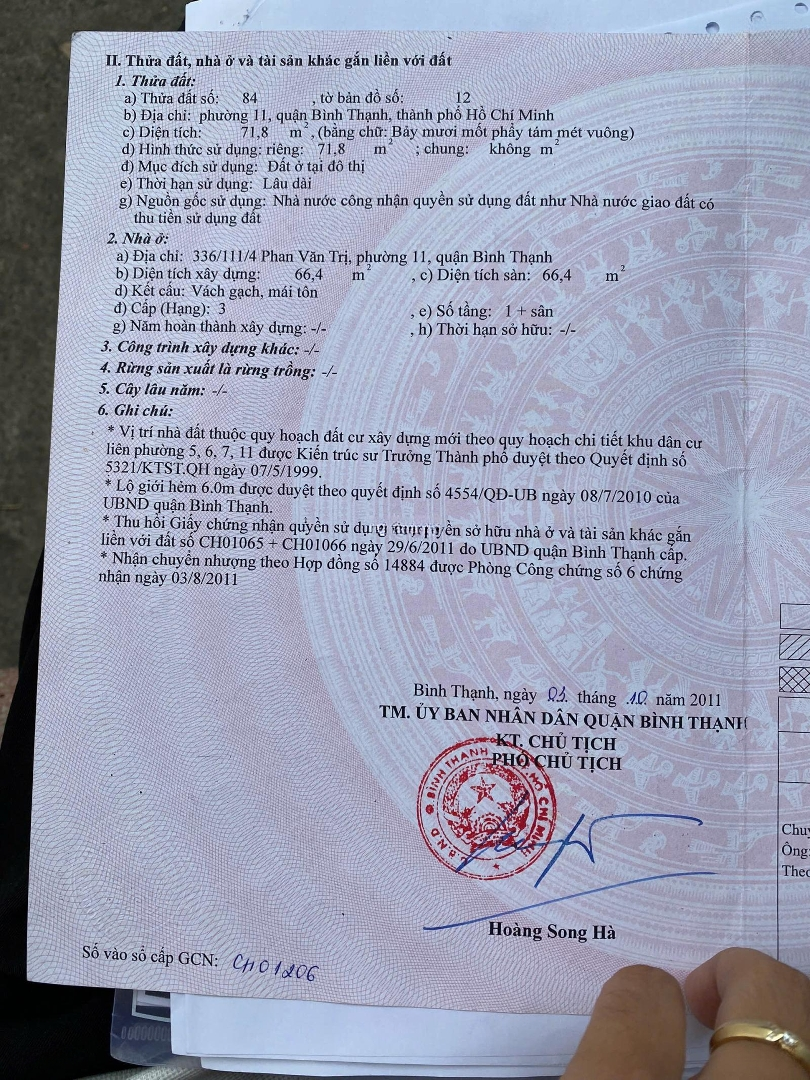 II. Thửa đất, nhà ở và tài sản khác gắn liền với đất
1. Thửa đất:
a) Thửa đất số: 84 , tờ bản đồ số: 12
b) Địa chỉ: phường 11, quận Bình Thạnh, thành phố Hồ Chí Minh
c) Diện tích: 71,8 m², (bằng chữ: Bảy mươi mốt phẩy tám mét vuông)
d) Hình thức sử dụng: riêng: 71,8 m² ; chung: không m²
đ) Mục đích sử dụng: Đất ở tại đô thị
e) Thời hạn sử dụng: Lâu dài
g) Nguồn gốc sử dụng: Nhà nước công nhận quyền sử dụng đất như Nhà nước giao đất có
thu tiền sử dụng đất
2. Nhà ở:
a) Địa chỉ: 336/111/4 Phan Văn Trị, phường 11, quận Bình Thạnh
b) Diện tích xây dựng: 66,4 m² , c) Diện tích sàn: 66,4 m²
d) Kết cấu: Vách gạch, mái tôn
đ) Cấp (Hạng): 3 , e) Số tầng: 1 + sân
g) Năm hoàn thành xây dựng: -/- , h) Thời hạn sở hữu: -/-
3. Công trình xây dựng khác: -/-
4. Rừng sản xuất là rừng trồng: -/-
5. Cây lâu năm: -/-
6. Ghi chú:
* Vị trí nhà đất thuộc quy hoạch đất cư xây dựng mới theo quy hoạch chi tiết khu dân cư
liên phường 5, 6, 7, 11 được Kiến trúc sư Trưởng Thành phố duyệt theo Quyết định số
5321/KTST.QH ngày 07/5/1999.
* Lộ giới hẻm 6.0m được duyệt theo quyết định số 4554/QĐ-UB ngày 08/7/2010 của
UBND quận Bình Thạnh.
* Thu hồi Giấy chứng nhận quyền sử dụng sở hữu nhà ở và tài sản khác gắn
liền với đất số CH01065 + CH01066 ngày 29/6/2011 do UBND quận Bình Thạnh cấp.
* Nhận chuyển nhượng theo Hợp đồng số 14884 được Phòng Công chứng số 6 chứng
nhận ngày 03/8/2011
Bình Thạnh, ngày 03. tháng .10. năm 2011
TM. ỦY BAN NHÂN DÂN QUẬN BÌNH THẠNH
KT. CHỦ TỊCH
PHÓ CHỦ TỊCH
BÌNH THẠNH
HỒ CHÍ MINH
Hoàng Song Hà
Số vào sổ cấp GCN: CH01206
Chuy
Ông:
Theo